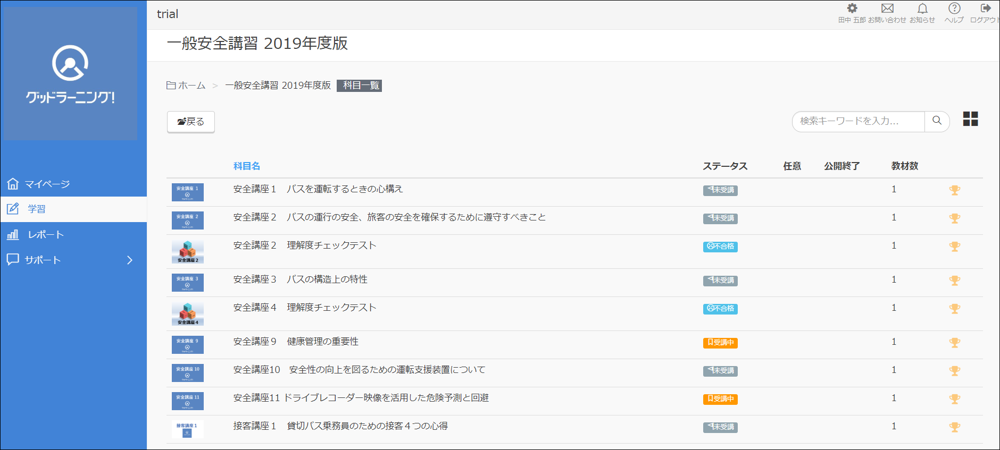 trial
田中 五郎 お問い合わせ お知らせ ヘルプ ログアウト
グッドラーニング!
マイページ
学習
レポート
サポート
一般安全講習 2019年度版
ホーム > 一般安全講習 2019年度版 科目一覧
戻る
検索キーワードを入力...
科目名 ステータス 任意 公開終了 教材数
安全講座 1
安全講座１　バスを運転するときの心構え 未受講 1
安全講座 2
安全講座２　バスの運行の安全、旅客の安全を確保するために遵守すべきこと 未受講 1
安全講座２　理解度チェックテスト 不合格 1
安全講座 2
安全講座 3
安全講座３　バスの構造上の特性 未受講 1
安全講座４　理解度チェックテスト 不合格 1
安全講座 4
安全講座 9
安全講座９　健康管理の重要性 受講中 1
安全講座 10
安全講座10　安全性の向上を図るための運転支援装置について 未受講 1
安全講座 11
安全講座11 ドライブレコーダー映像を活用した危険予測と回避 受講中 1
接客講座 1
接客講座１　貸切バス乗務員のための接客４つの心得 未受講 1